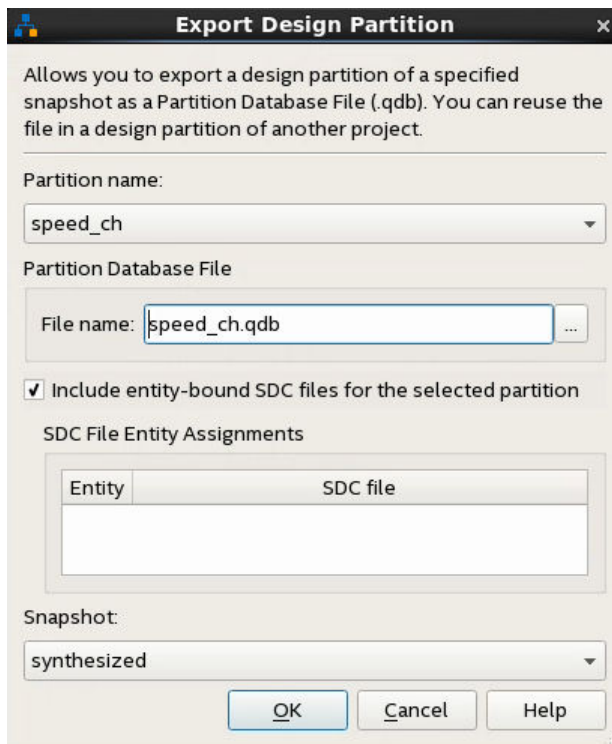 Export Design Partition
Allows you to export a design partition of a specified
snapshot as a Partition Database File (.qdb). You can reuse the
file in a design partition of another project.
Partition name:
speed_ch
Partition Database File
File name: speed_ch.qdb ...
Include entity-bound SDC files for the selected partition
SDC File Entity Assignments
Entity SDC file
Snapshot:
synthesized
OK Cancel Help